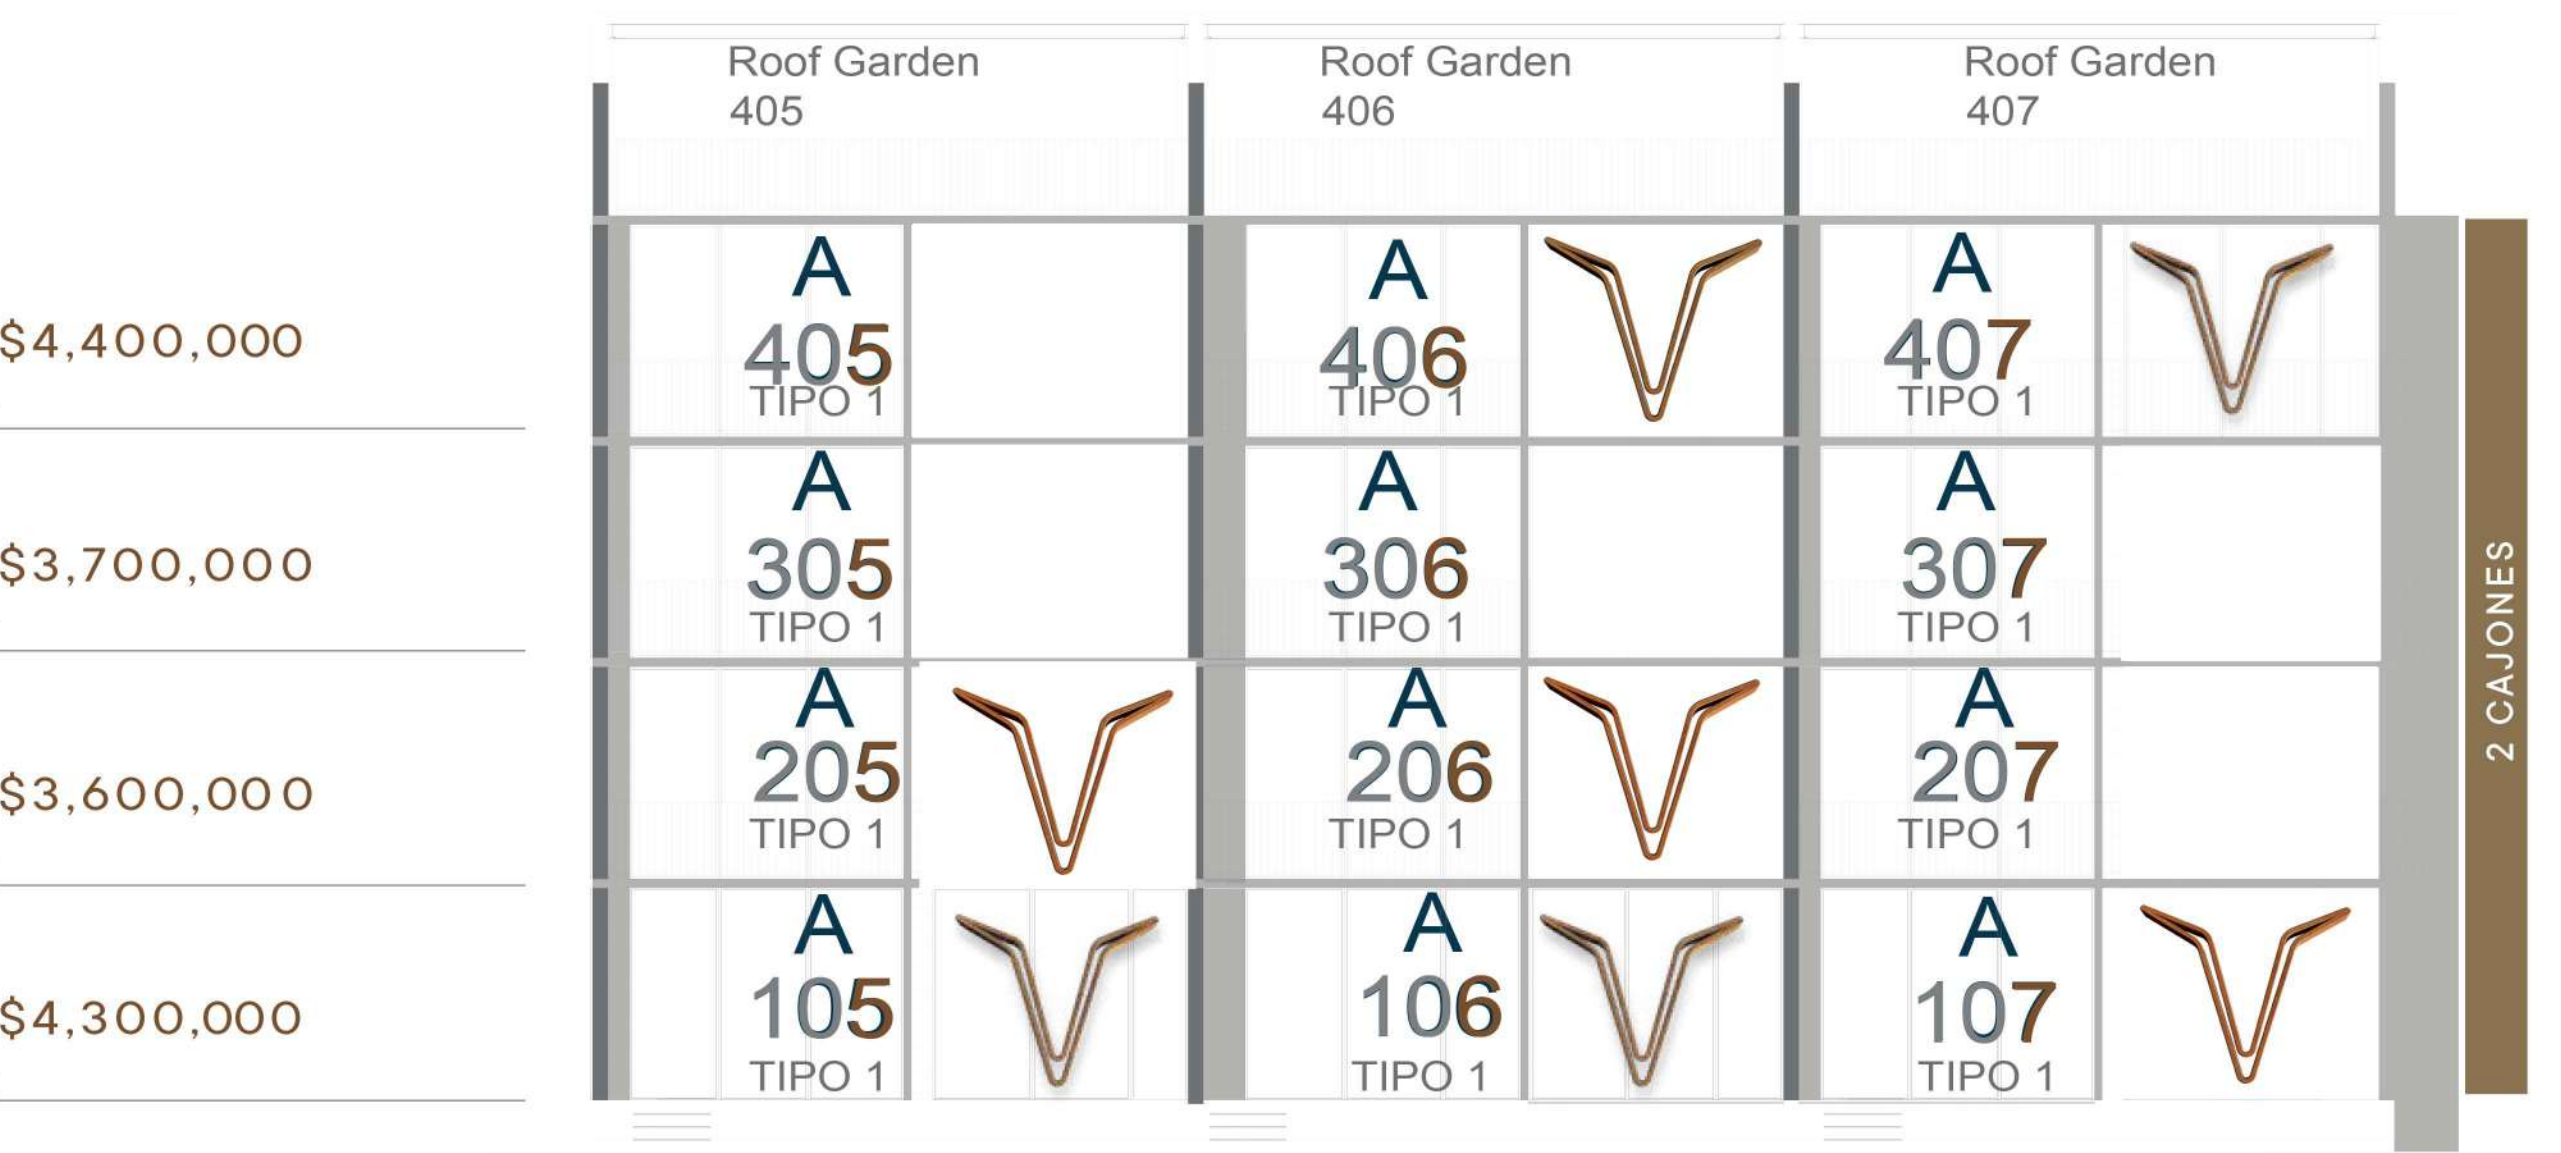 Roof Garden
405
Roof Garden
406
Roof Garden
407
$4,400,000
A
405
TIPO 1
A
406
TIPO 1
A
407
TIPO 1
$3,700,000
A
305
TIPO 1
A
306
TIPO 1
A
307
TIPO 1
$3,600,000
A
205
TIPO 1
A
206
TIPO 1
A
207
TIPO 1
$4,300,000
A
105
TIPO 1
A
106
TIPO 1
A
107
TIPO 1
2 CAJONES